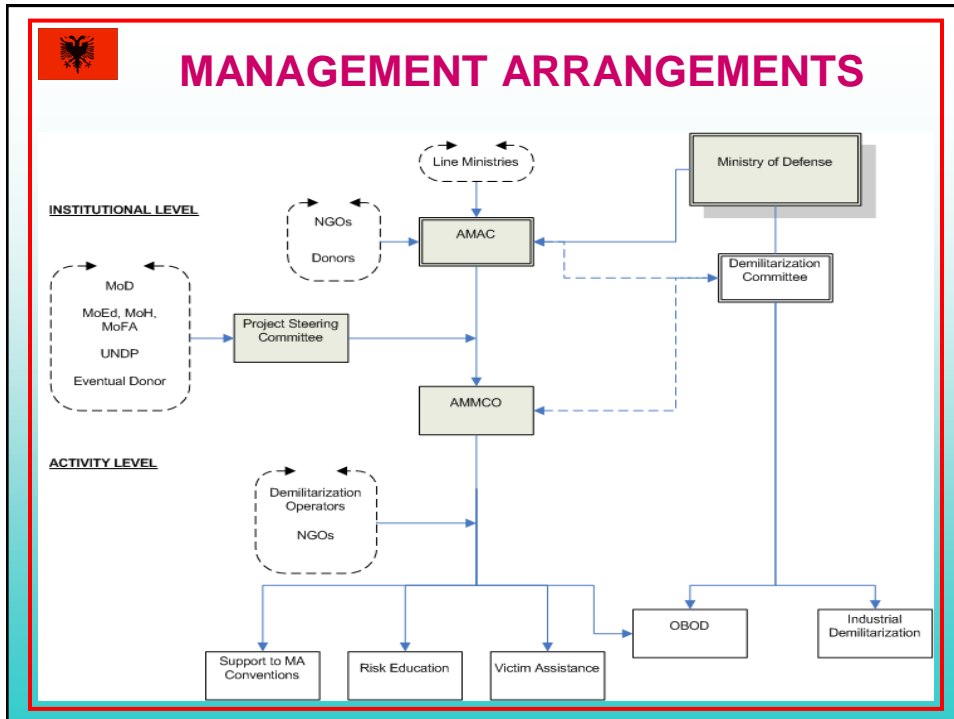 MANAGEMENT ARRANGEMENTS
Line Ministries
Ministry of Defense
INSTITUTIONAL LEVEL
NGOs
Donors
AMAC
Demilitarization
Committee
MoD
MoEd, MoH,
MoFA
UNDP
Eventual Donor
Project Steering
Committee
AMMCO
ACTIVITY LEVEL
Demilitarization
Operators
NGOs
Support to MA
Conventions
Risk Education
Victim Assistance
OBOD
Industrial
Demilitarization